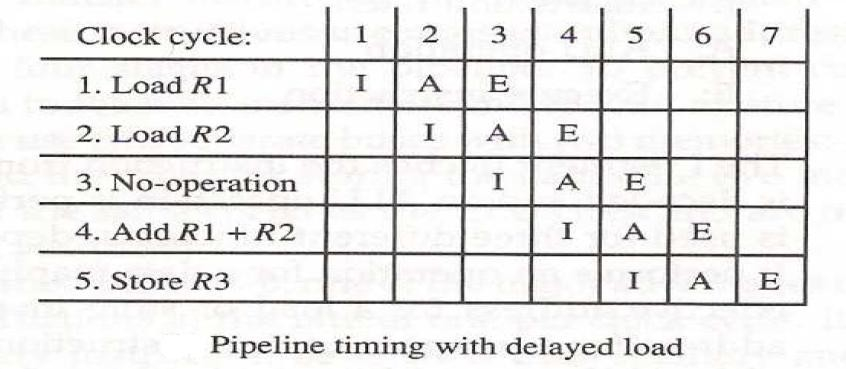 Clock cycle: 1 2 3 4 5 6 7
1. Load R1 I A E
2. Load R2 I A E
3. No-operation I A E
4. Add R1 + R2 I A E
5. Store R3 I A E
Pipeline timing with delayed load